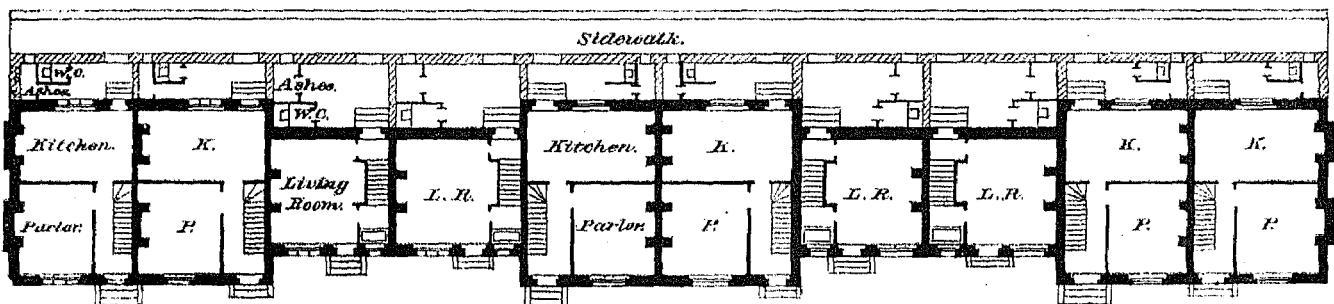 Sidewalk.
W.C.
Ashes
Ashes.
W.C.
Kitchen.
K.
Living
Room.
L.R.
Kitchen.
K.
L.R.
L.R.
K.
K.
Parlor.
P.
Parlor.
P.
P.
P.